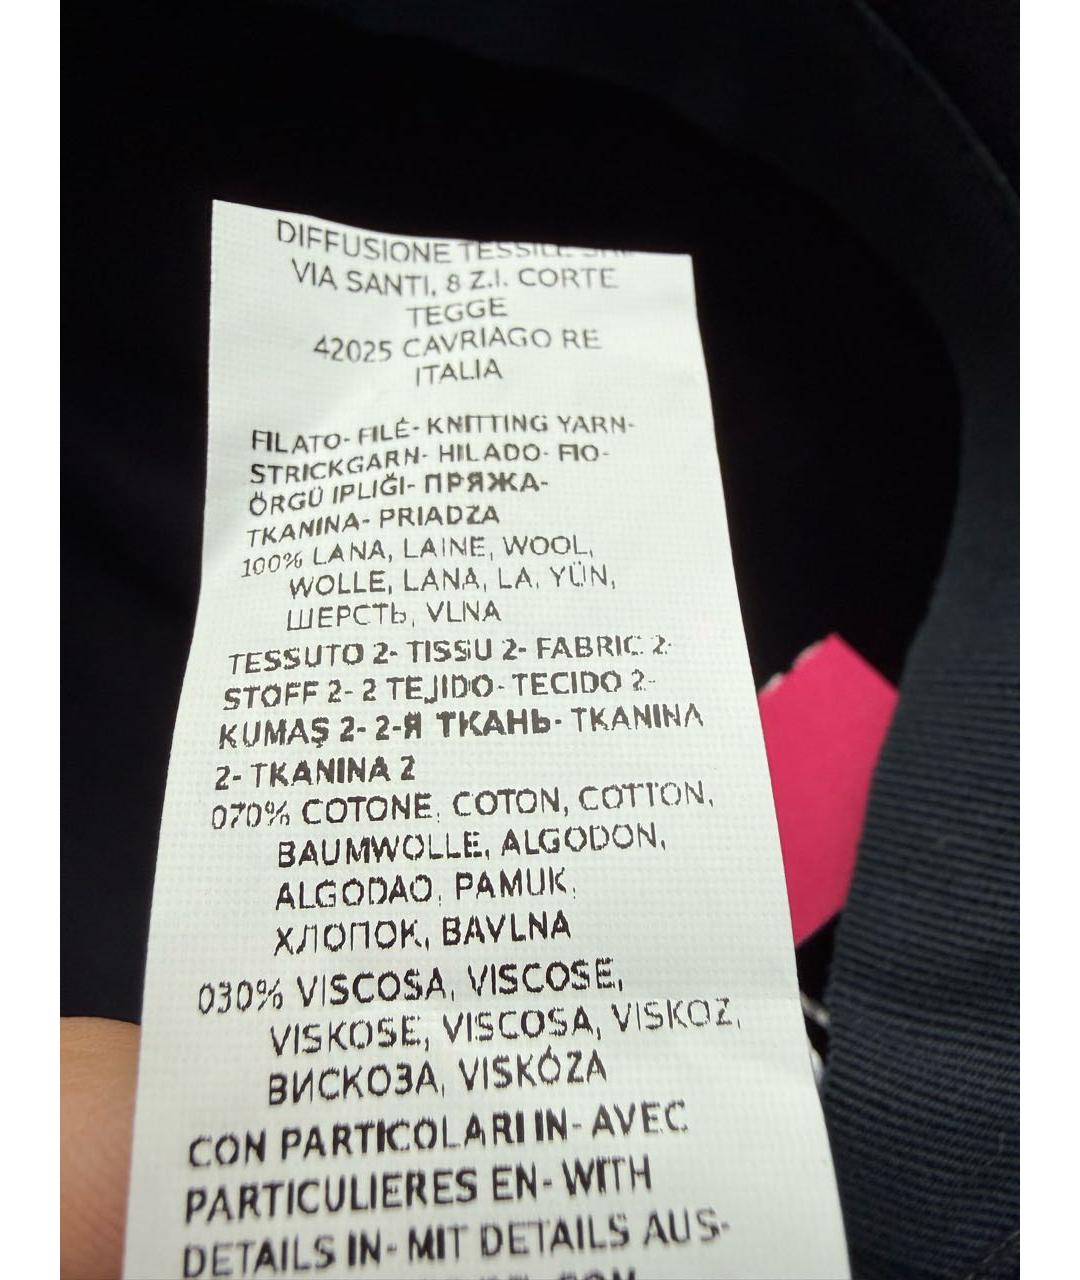 DIFFUSIONE TESSILE SRL
VIA SANTI, 8 Z.I. CORTE
TEGGE
42025 CAVRIAGO RE
ITALIA
FILATO- FILÉ- KNITTING YARN-
STRICKGARN- HILADO- FIO-
ÖRGÜ IPLIĞI- ПРЯЖА-
TKANINA- PRIADZA
100% LANA, LAINE, WOOL,
WOLLE, LANA, LA, YÜN,
ШЕРСТЬ, VLNA
TESSUTO 2- TISSU 2- FABRIC 2-
STOFF 2- 2 TEJIDO- TECIDO 2-
KUMAŞ 2- 2-Я ТКАНЬ- TKANINA
2- TKANINA 2
070% COTONE, COTON, COTTON,
BAUMWOLLE, ALGODON,
ALGODAO, PAMUK,
ХЛОПОК, BAVLNA
030% VISCOSA, VISCOSE,
VISKOSE, VISCOSA, VISKOZ,
ВИСКОЗА, VISKÓZA
CON PARTICOLARI IN- AVEC
PARTICULIERES EN- WITH
DETAILS IN- MIT DETAILS AUS-